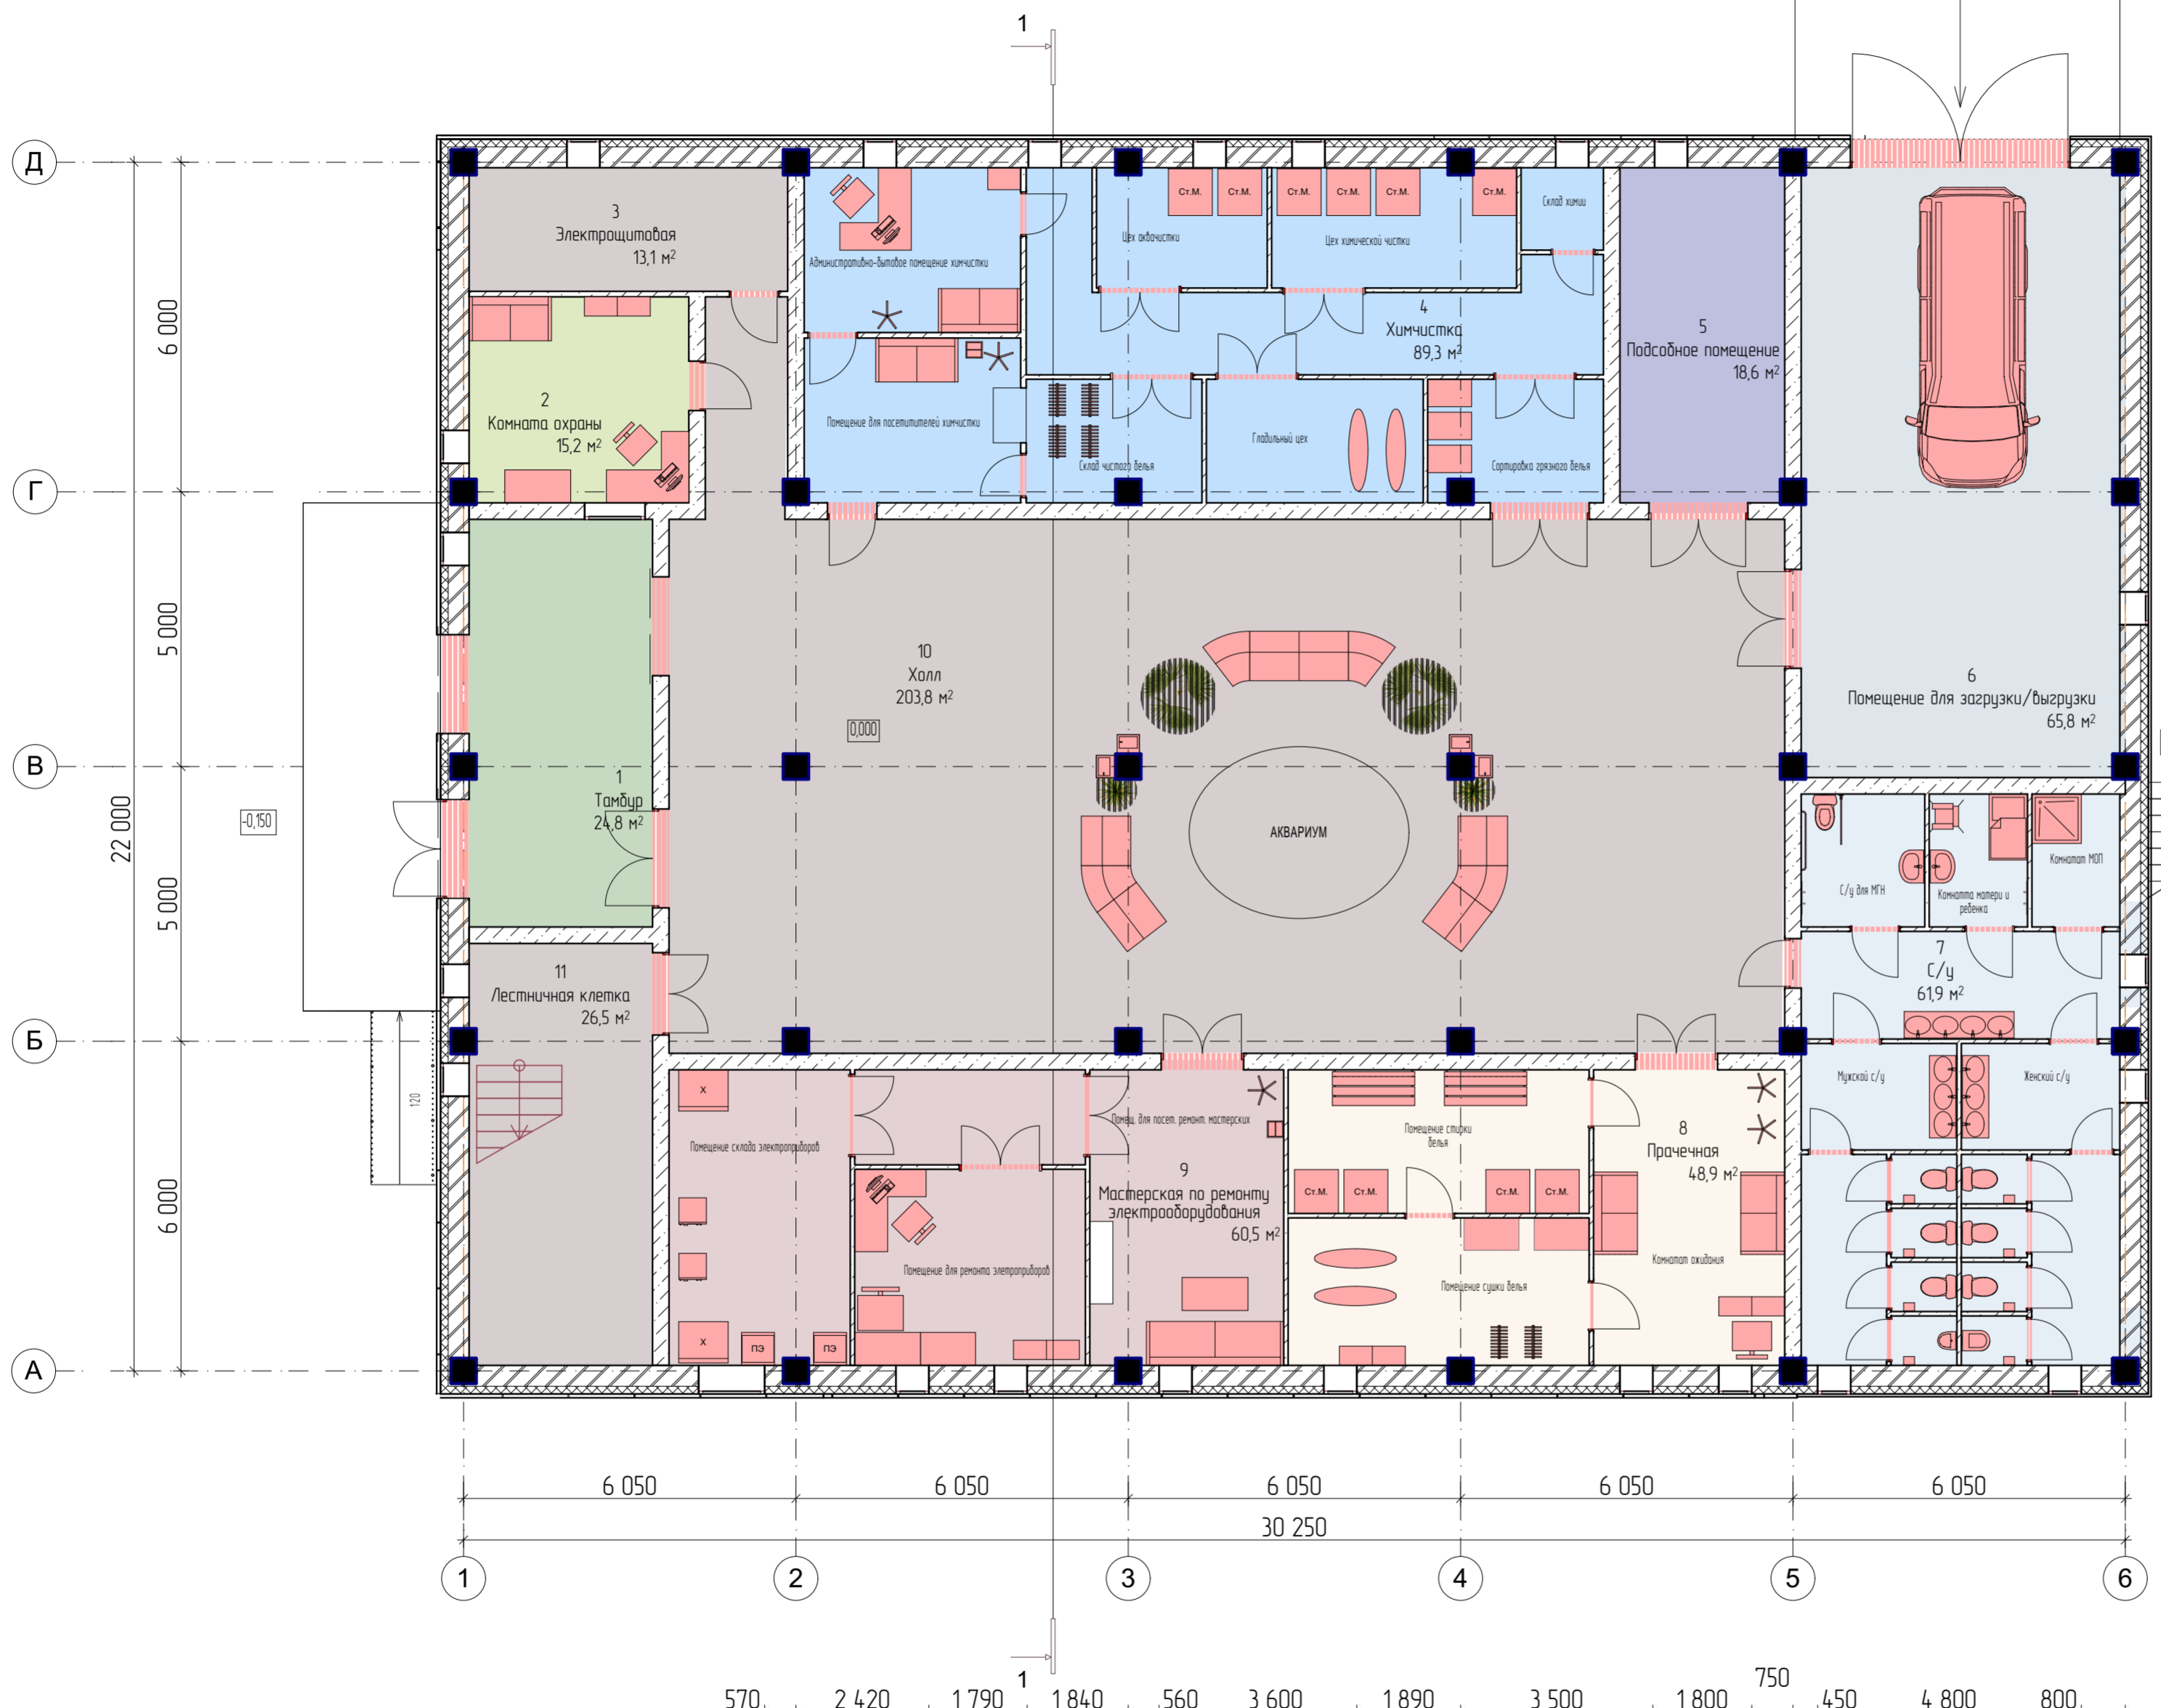 1
Д
Г
В
Б
А
6 000
5 000
5 000
6 000
22 000
-0,150
120
3
Электрощитовая
13,1 м²
2
Комната охраны
15,2 м²
Административно-бытовое помещение химчистки
Помещение для посетитителей химчистки
Цех аквачистки
Ст.М.
Ст.М.
Ст.М.
Ст.М.
Ст.М.
Ст.М.
Цех химической чистки
Склад химии
4
Химчистка
89,3 м²
Склад чистого белья
Гладильный цех
Сортировка грязного белья
5
Подсобное помещение
18,6 м²
6
Помещение для загрузки/выгрузки
65,8 м²
10
Холл
203,8 м²
0,000
АКВАРИУМ
1
Тамбур
24,8 м²
11
Лестничная клетка
26,5 м²
С/у для МГН
Комнатта матери и
ребенка
Комнатат МОП
7
С/у
61,9 м²
Мужской с/у
Женский с/у
Х
Помещение склада электроприборов
Х
ПЭ
ПЭ
Помещение для ремонта элетроприборов
Помещ. для посет. ремонт. мастерских
9
Мастерская по ремонту
электрооборудования
60,5 м²
Помещение стирки
белья
Ст.М.
Ст.М.
Ст.М.
Ст.М.
Помещение сушки белья
8
Прачечная
48,9 м²
Комнатат ожидания
6 050
6 050
6 050
6 050
6 050
30 250
1
2
3
4
5
6
1
750
570
2 420
1 790
1 840
560
3 600
1 890
3 500
1 800
450
4 800
800